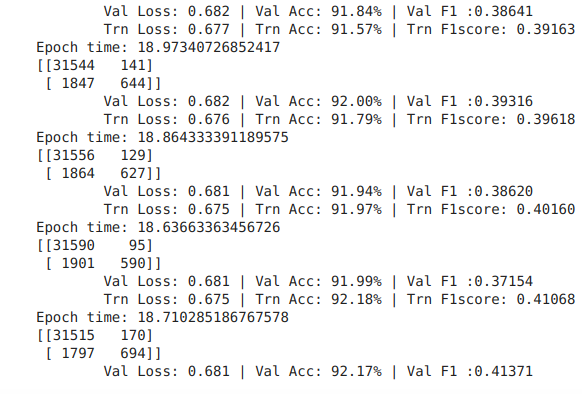 Val Loss: 0.682 | Val Acc: 91.84% | Val F1 :0.38641
Trn Loss: 0.677 | Trn Acc: 91.57% | Trn F1score: 0.39163
Epoch time: 18.97340726852417
[[31544   141]
 [ 1847   644]]
Val Loss: 0.682 | Val Acc: 92.00% | Val F1 :0.39316
Trn Loss: 0.676 | Trn Acc: 91.79% | Trn F1score: 0.39618
Epoch time: 18.864333391189575
[[31556   129]
 [ 1864   627]]
Val Loss: 0.681 | Val Acc: 91.94% | Val F1 :0.38620
Trn Loss: 0.675 | Trn Acc: 91.97% | Trn F1score: 0.40160
Epoch time: 18.63663363456726
[[31590    95]
 [ 1901   590]]
Val Loss: 0.681 | Val Acc: 91.99% | Val F1 :0.37154
Trn Loss: 0.675 | Trn Acc: 92.18% | Trn F1score: 0.41068
Epoch time: 18.710285186767578
[[31515   170]
 [ 1797   694]]
Val Loss: 0.681 | Val Acc: 92.17% | Val F1 :0.41371